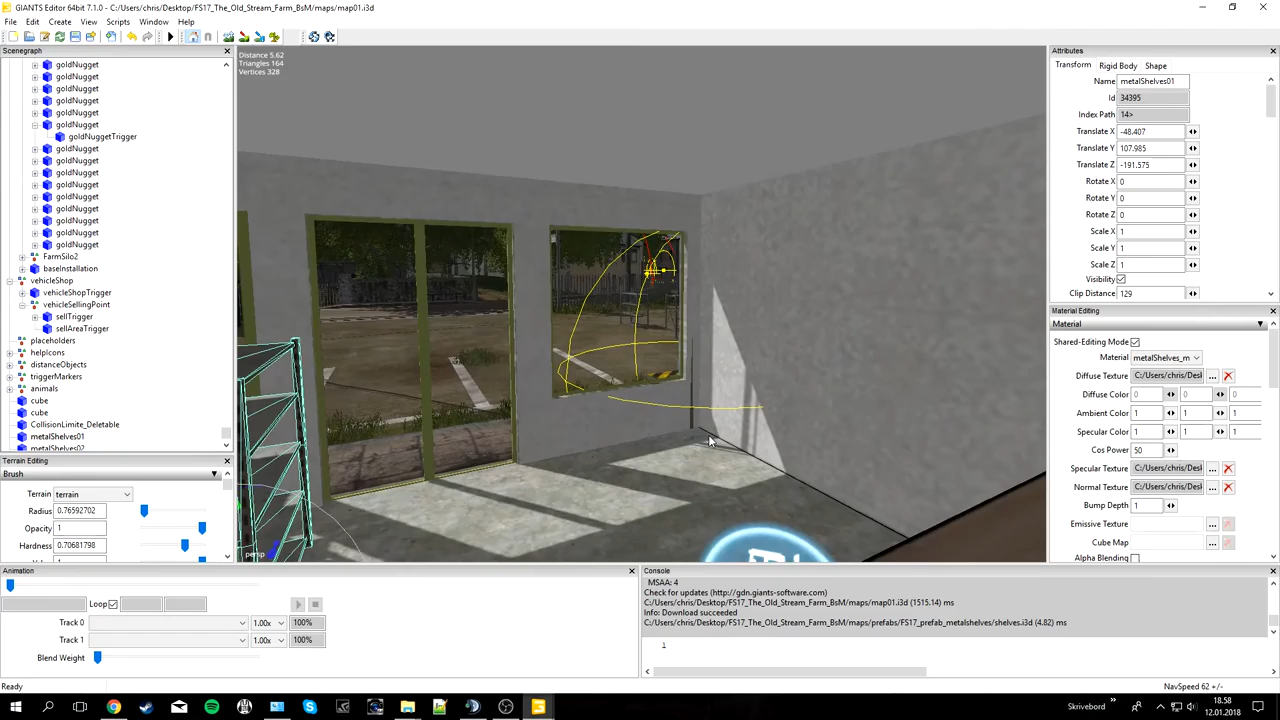 GIANTS Editor 64bit - C:/Users/chris/Desktop/FS17_The_Old_Stream_Farm_BsM/maps/map01.i3d
File Edit Create View Scripts Window Help
Scenegraph
goldNugget
goldNugget
goldNugget
goldNugget
goldNugget
goldNugget
goldNuggetTrigger
goldNugget
goldNugget
goldNugget
goldNugget
goldNugget
goldNugget
goldNugget
goldNugget
goldNugget
FarmSilo2
baseInstallation
vehicleShop
vehicleShopTrigger
vehicleSellingPoint
sellTrigger
sellAreaTrigger
placeholders
helpIcons
distanceObjects
triggerMarkers
animals
cube
cube
CollisionLimite_Deletable
metalShelves01
metalShelves02
Terrain Editing
Brush
Terrain terrain
Radius 0.76592702
Opacity 1
Hardness 0.70681798
Distance 5.62
Triangles 164
Vertices 328
persp
Attributes
Transform Rigid Body Shape
Name metalShelves01
Id 34395
Index Path 14>
Translate X -48.407
Translate Y 107.985
Translate Z -191.575
Rotate X 0
Rotate Y 0
Rotate Z 0
Scale X 1
Scale Y 1
Scale Z 1
Visibility
Clip Distance 129
Material Editing
Material
Shared-Editing Mode
Material metalShelves_m
Diffuse Texture C:/Users/chris/Desk ...
Diffuse Color 0 0 0
Ambient Color 1 1 1
Specular Color 1 1 1
Cos Power 50
Specular Texture C:/Users/chris/Desk ...
Normal Texture C:/Users/chris/Desk ...
Bump Depth 1
Emissive Texture ...
Cube Map ...
Alpha Blending
Animation
Loop
Track 0 1.00x 100%
Track 1 1.00x 100%
Blend Weight
Console
MSAA: 4
Check for updates (http://gdn.giants-software.com)
C:/Users/chris/Desktop/FS17_The_Old_Stream_Farm_BsM/maps/map01.i3d (1515.14) ms
Info: Download succeeded
C:/Users/chris/Desktop/FS17_The_Old_Stream_Farm_BsM/maps/prefabs/FS17_prefab_metalshelves/shelves.i3d (4.82) ms
1
Ready
NavSpeed 62 +/-
Skrivebord
18.58
12.01.2018